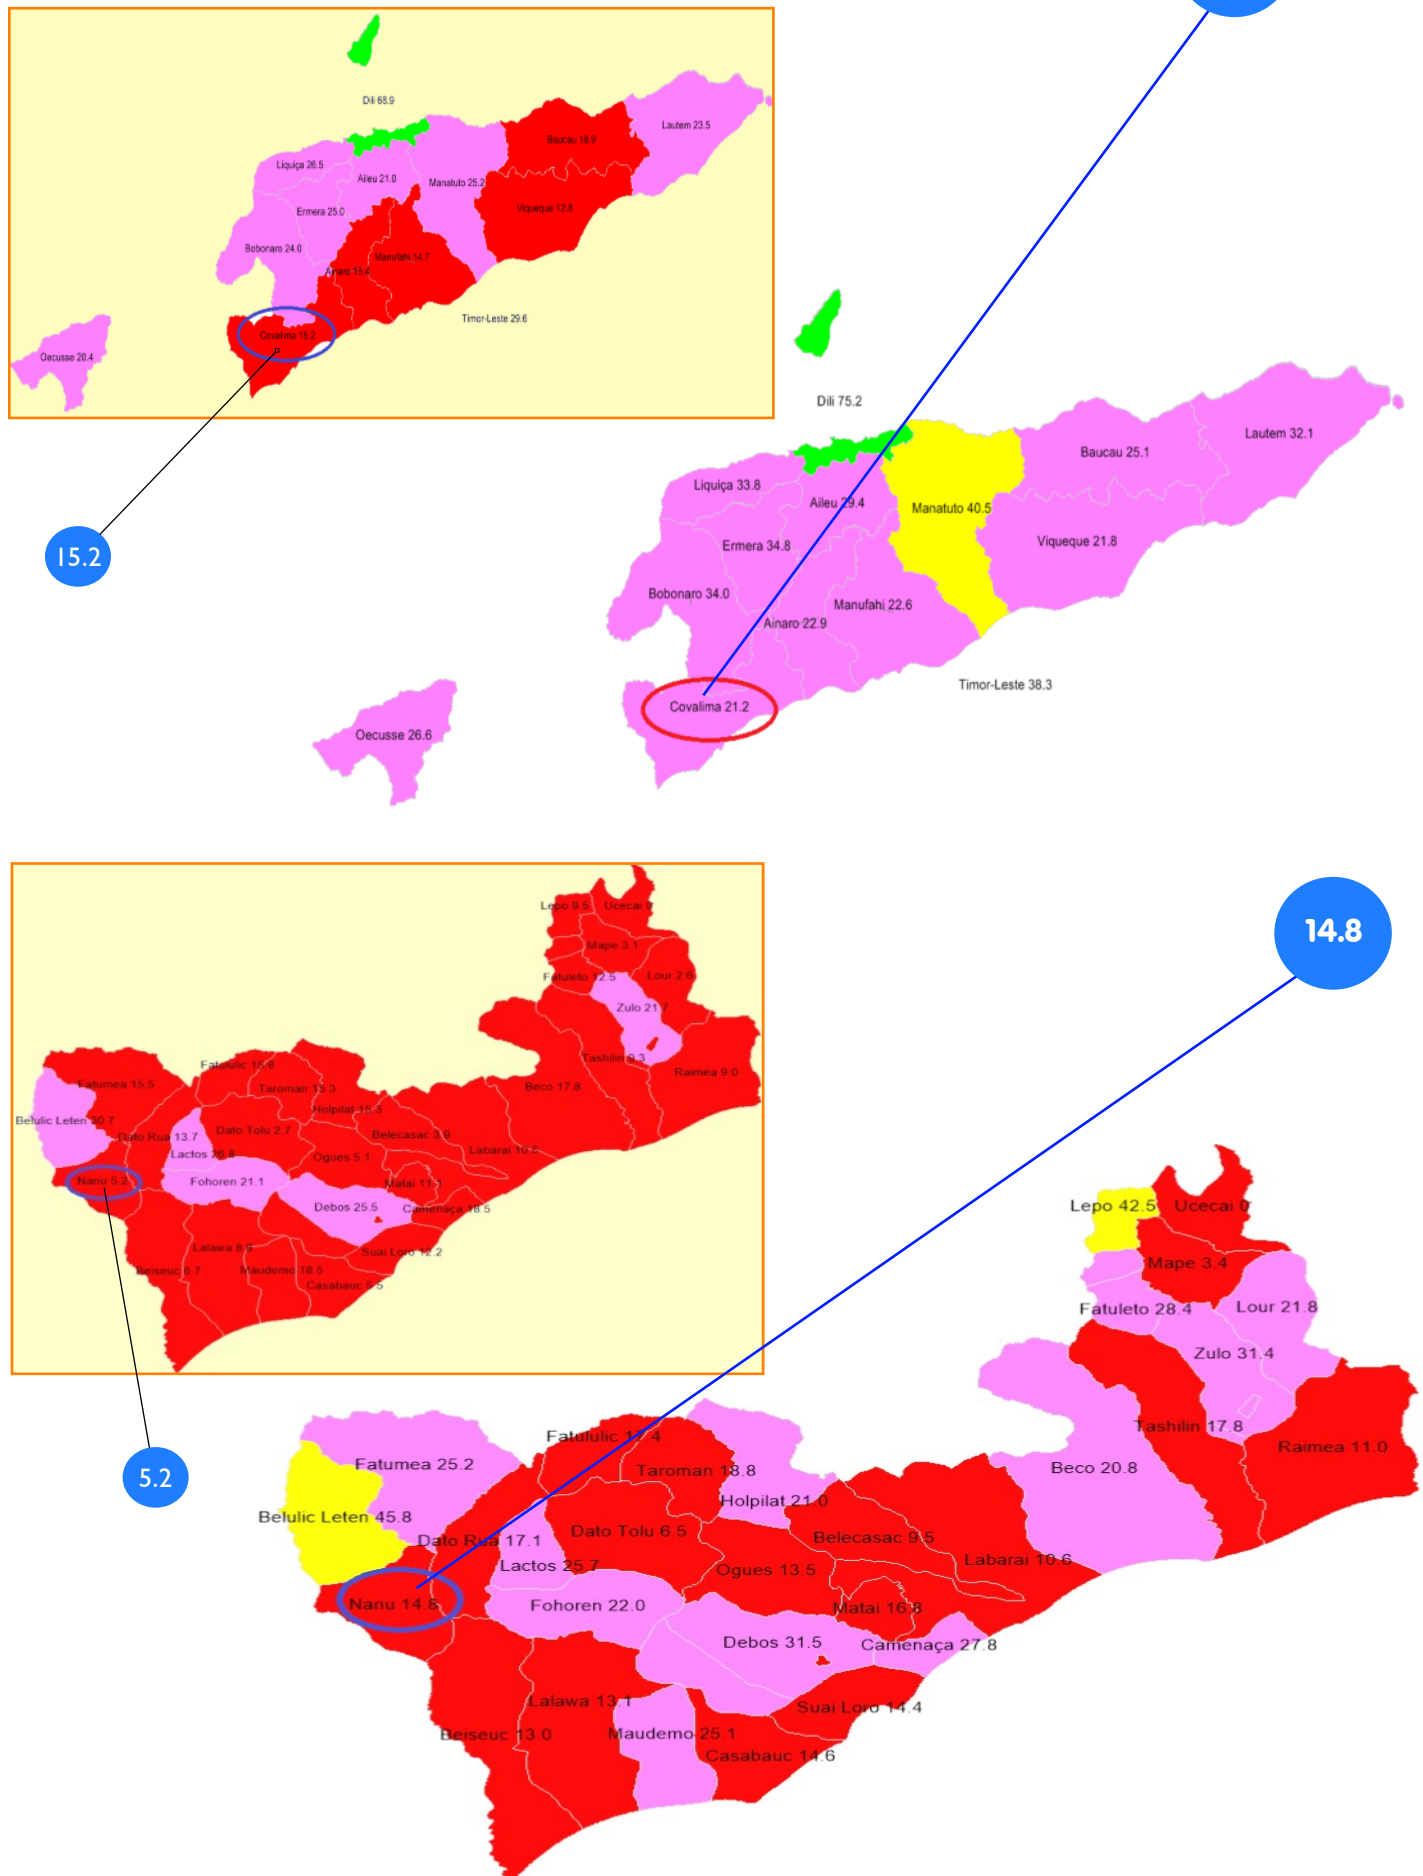 Dili 68.9
Lautem 23.5
Baucau 18.9
Liquiça 26.5
Aileu 21.0
Manatuto 25.2
Ermera 25.0
Viqueque 12.8
Bobonaro 24.0
Manufahi 14.7
Ainaro 15.4
Timor-Leste 29.6
Covalima 15.2
Oecusse 20.4
15.2
Dili 75.2
Lautem 32.1
Baucau 25.1
Liquiça 33.8
Aileu 29.4
Manatuto 40.5
Viqueque 21.8
Ermera 34.8
Bobonaro 34.0
Manufahi 22.6
Ainaro 22.9
Timor-Leste 38.3
Covalima 21.2
Oecusse 26.6
Lepo 9.5
Ucecai 0
Mape 3.1
Fatuleto 12.5
Lour 2.6
Zulo 21.7
Tashilin 9.3
Raimea 9.0
Fatululic 15.8
Fatumea 15.5
Taroman 15.3
Beco 17.8
Holpilat 15.3
Belulic Leten 30.7
Dato Rua 13.7
Dato Tolu 2.7
Belecasac 3.9
Lactos 25.8
Ogues 5.1
Labarai 10.5
Nanu 5.2
Fohoren 21.1
Matai 11.1
Debos 25.5
Camenaça 18.5
Lalawa 8.6
Suai Loro 12.2
Beiseuc 6.7
Maudemo 18.5
Casabauc 5.5
5.2
14.8
Lepo 42.5
Ucecai 0
Mape 3.4
Fatuleto 28.4
Lour 21.8
Zulo 31.4
Tashilin 17.8
Raimea 11.0
Fatululic 17.4
Fatumea 25.2
Taroman 18.8
Beco 20.8
Holpilat 21.0
Belulic Leten 45.8
Dato Rua 17.1
Dato Tolu 6.5
Belecasac 9.5
Lactos 25.7
Ogues 13.5
Labarai 10.6
Nanu 14.8
Fohoren 22.0
Matai 16.8
Debos 31.5
Camenaça 27.8
Lalawa 13.1
Suai Loro 14.4
Beiseuc 13.0
Maudemo 25.1
Casabauc 14.6